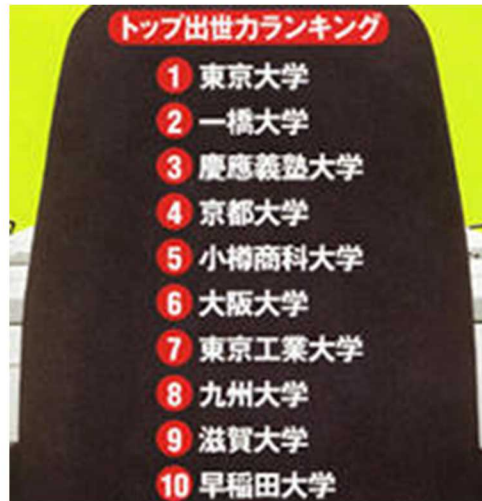 トップ出世力ランキング
1 東京大学
2 一橋大学
3 慶應義塾大学
4 京都大学
5 小樽商科大学
6 大阪大学
7 東京工業大学
8 九州大学
9 滋賀大学
10 早稲田大学